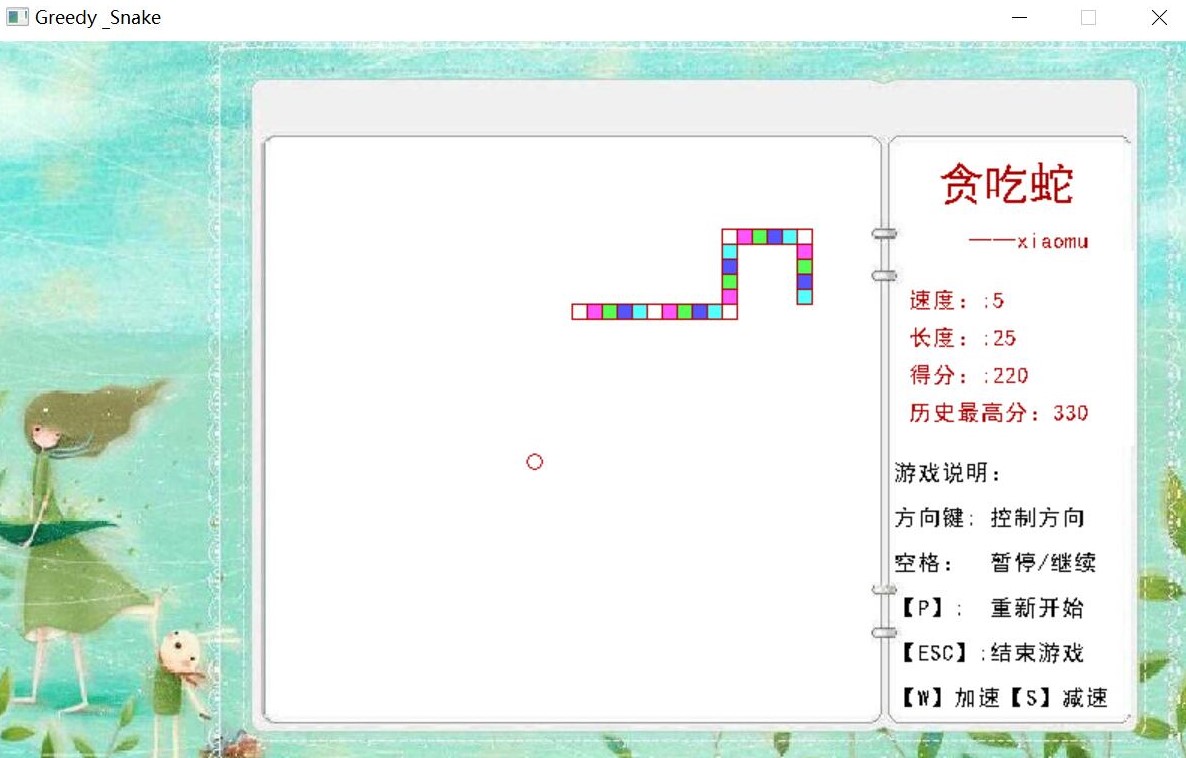 Greedy _Snake
贪吃蛇
——xiaomu
速度：:5
长度：:25
得分：:220
历史最高分：330
游戏说明：
方向键：控制方向
空格： 暂停/继续
【P】： 重新开始
【ESC】:结束游戏
【W】加速【S】减速